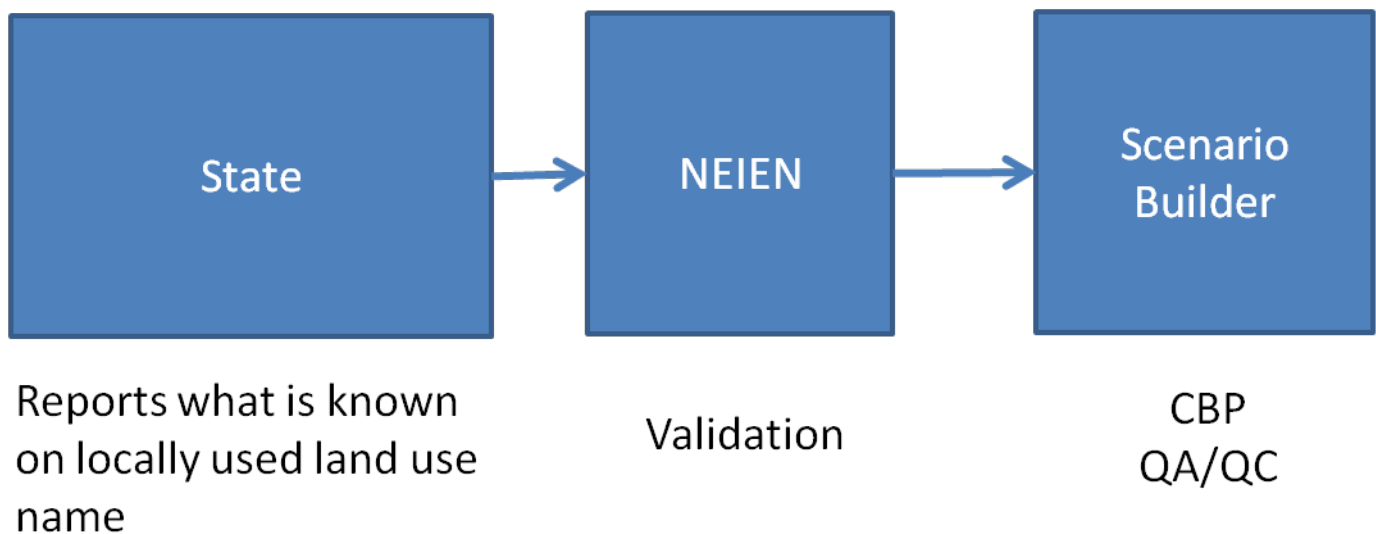 State
NEIEN
Scenario
Builder
Reports what is known
on locally used land use
name
Validation
CBP
QA/QC